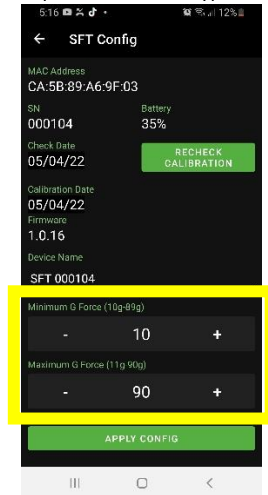 5:16 12%
SFT Config
MAC Address
CA:5B:89:A6:9F:03
SN Battery
000104 35%
Check Date
05/04/22
RECHECK
CALIBRATION
Calibration Date
05/04/22
Firmware
1.0.16
Device Name
SFT 000104
Minimum G Force (10g-89g)
- 10 +
Maximum G Force (11g 90g)
- 90 +
APPLY CONFIG